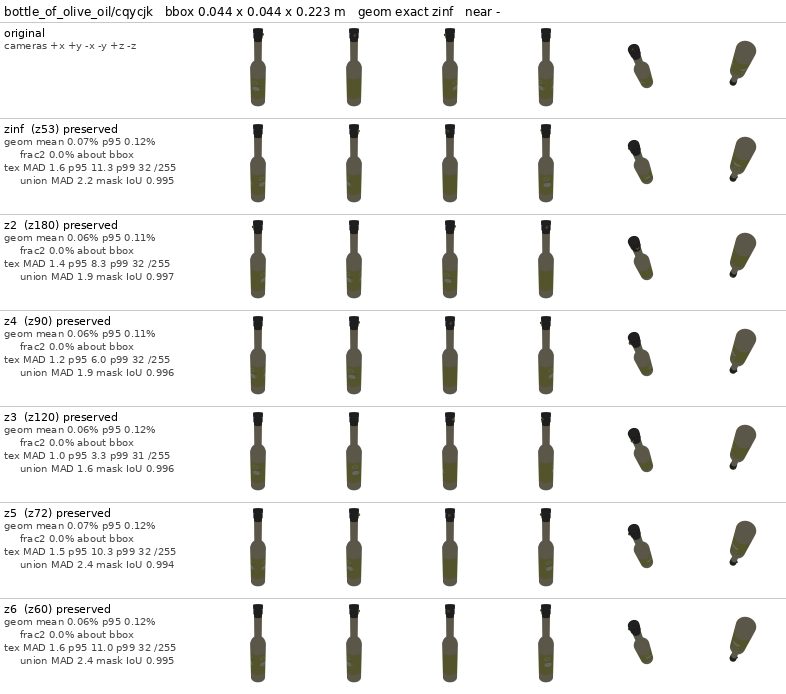 bottle_of_olive_oil/cqycjk   bbox 0.044 x 0.044 x 0.223 m   geom exact zinf   near -
original
cameras +x +y -x -y +z -z
zinf  (z53) preserved
geom mean 0.07% p95 0.12%
frac2 0.0% about bbox
tex MAD 1.6 p95 11.3 p99 32 /255
union MAD 2.2 mask IoU 0.995
z2  (z180) preserved
geom mean 0.06% p95 0.11%
frac2 0.0% about bbox
tex MAD 1.4 p95 8.3 p99 32 /255
union MAD 1.9 mask IoU 0.997
z4  (z90) preserved
geom mean 0.06% p95 0.11%
frac2 0.0% about bbox
tex MAD 1.2 p95 6.0 p99 32 /255
union MAD 1.9 mask IoU 0.996
z3  (z120) preserved
geom mean 0.06% p95 0.12%
frac2 0.0% about bbox
tex MAD 1.0 p95 3.3 p99 31 /255
union MAD 1.6 mask IoU 0.996
z5  (z72) preserved
geom mean 0.07% p95 0.12%
frac2 0.0% about bbox
tex MAD 1.5 p95 10.3 p99 32 /255
union MAD 2.4 mask IoU 0.994
z6  (z60) preserved
geom mean 0.06% p95 0.12%
frac2 0.0% about bbox
tex MAD 1.6 p95 11.0 p99 32 /255
union MAD 2.4 mask IoU 0.995